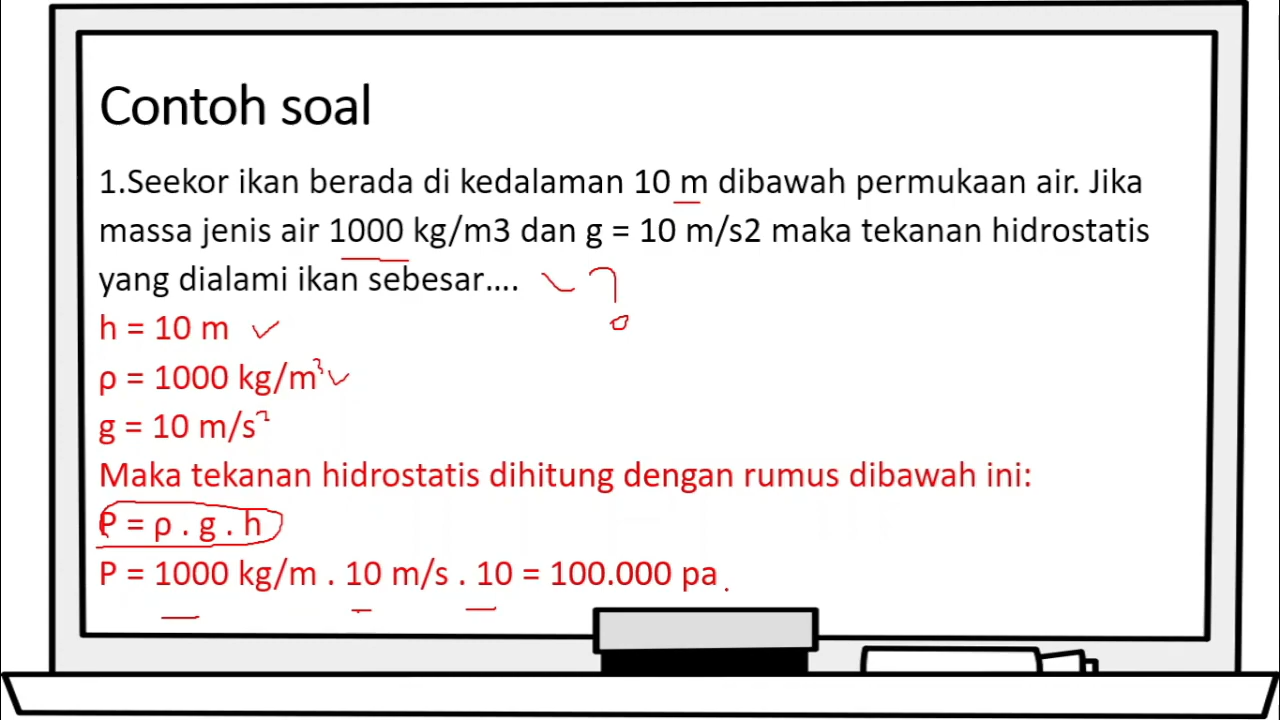 Contoh soal
1.Seekor ikan berada di kedalaman 10 m dibawah permukaan air. Jika
massa jenis air 1000 kg/m3 dan g = 10 m/s2 maka tekanan hidrostatis
yang dialami ikan sebesar.... ?
h = 10 m ✓
ρ = 1000 kg/m³ ✓
g = 10 m/s²
Maka tekanan hidrostatis dihitung dengan rumus dibawah ini:
P = ρ . g . h
P = 1000 kg/m . 10 m/s . 10 = 100.000 pa.